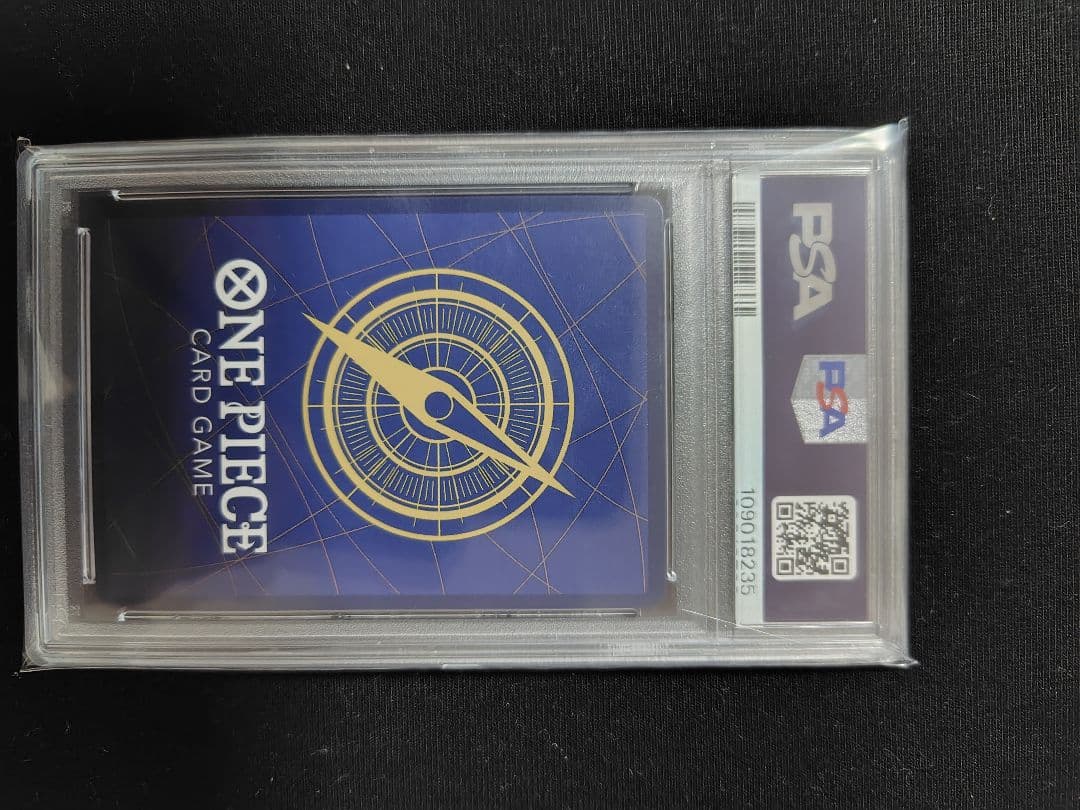 PSA
PSA
109018235
ONE PIECE
CARD GAME